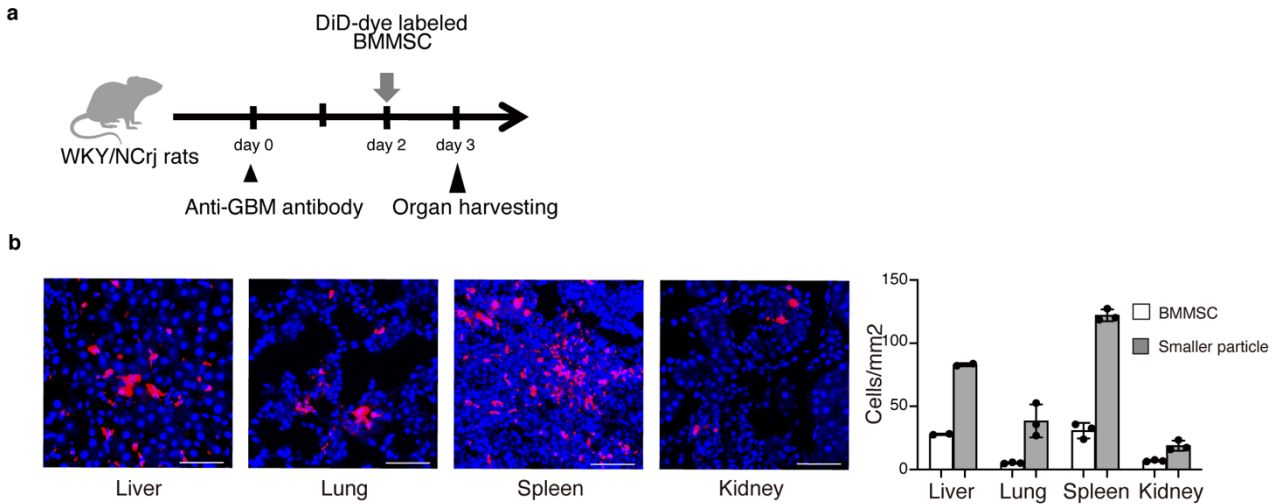 a
DiD-dye labeled
BMMSC
day 0
day 2
day 3
WKY/NCrj rats
Anti-GBM antibody
Organ harvesting
b
Liver
Lung
Spleen
Kidney
Cells/mm2
150
100
50
0
BMMSC
Smaller particle
Liver
Lung
Spleen
Kidney